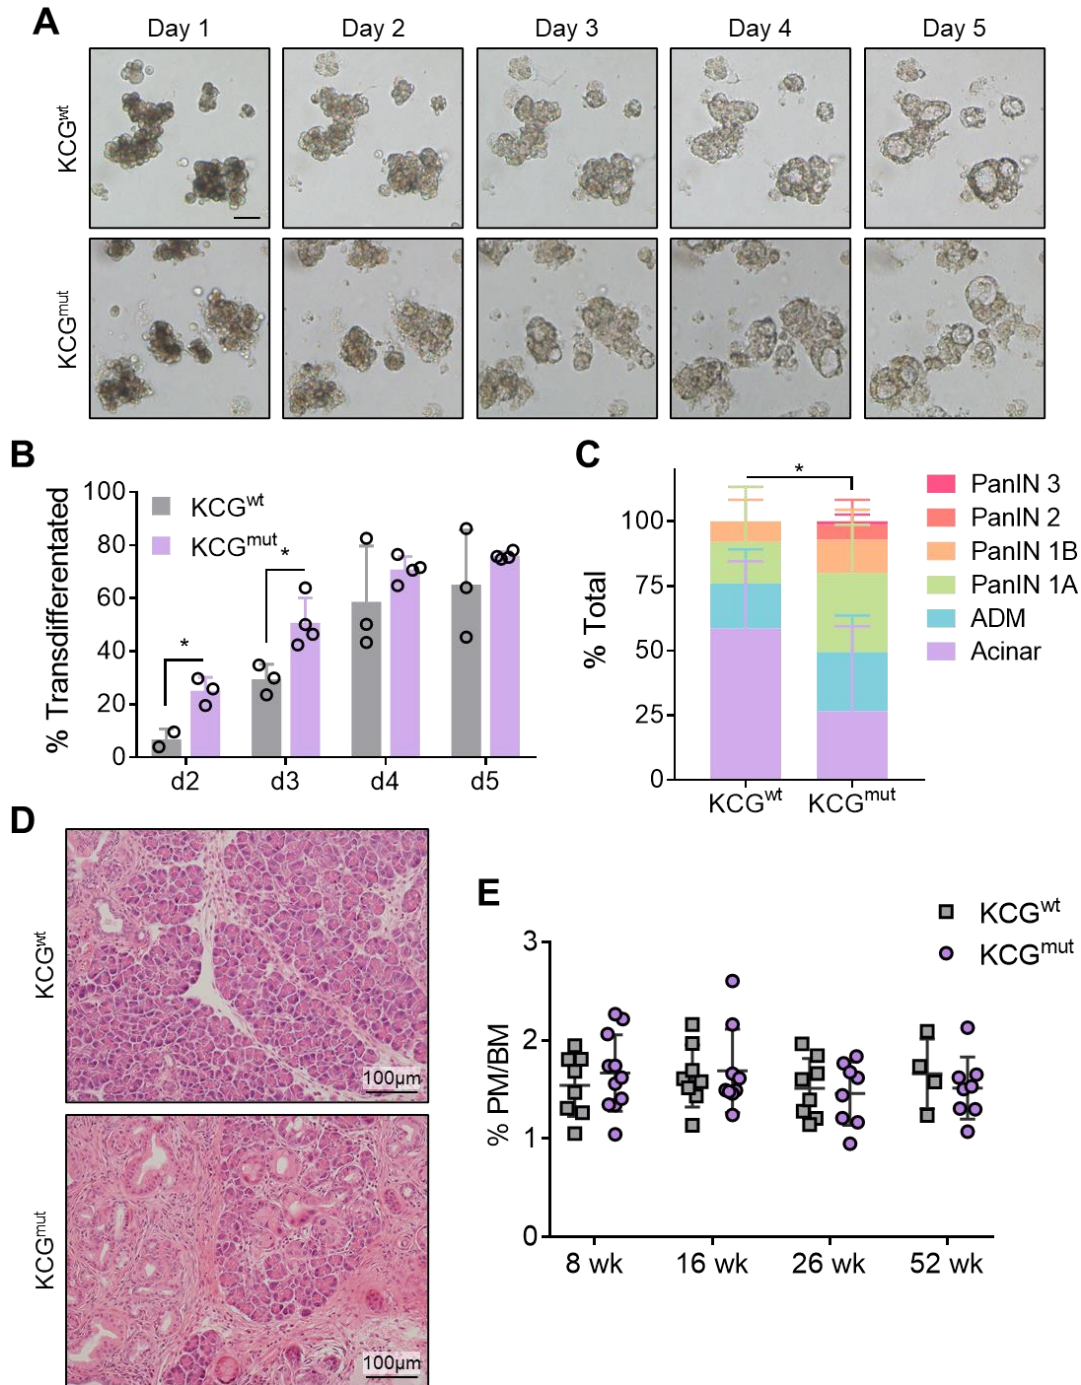 A
Day 1 Day 2 Day 3 Day 4 Day 5
KCGwt
KCGmut
B
% Transdifferentated
100
80
60
40
20
0
KCGwt
KCGmut
*
*
d2 d3 d4 d5
C
% Total
100
75
50
25
0
*
KCGwt KCGmut
PanIN 3
PanIN 2
PanIN 1B
PanIN 1A
ADM
Acinar
D
KCGwt
100µm
KCGmut
100µm
E
KCGwt
KCGmut
% PM/BM
3
2
1
0
8 wk 16 wk 26 wk 52 wk